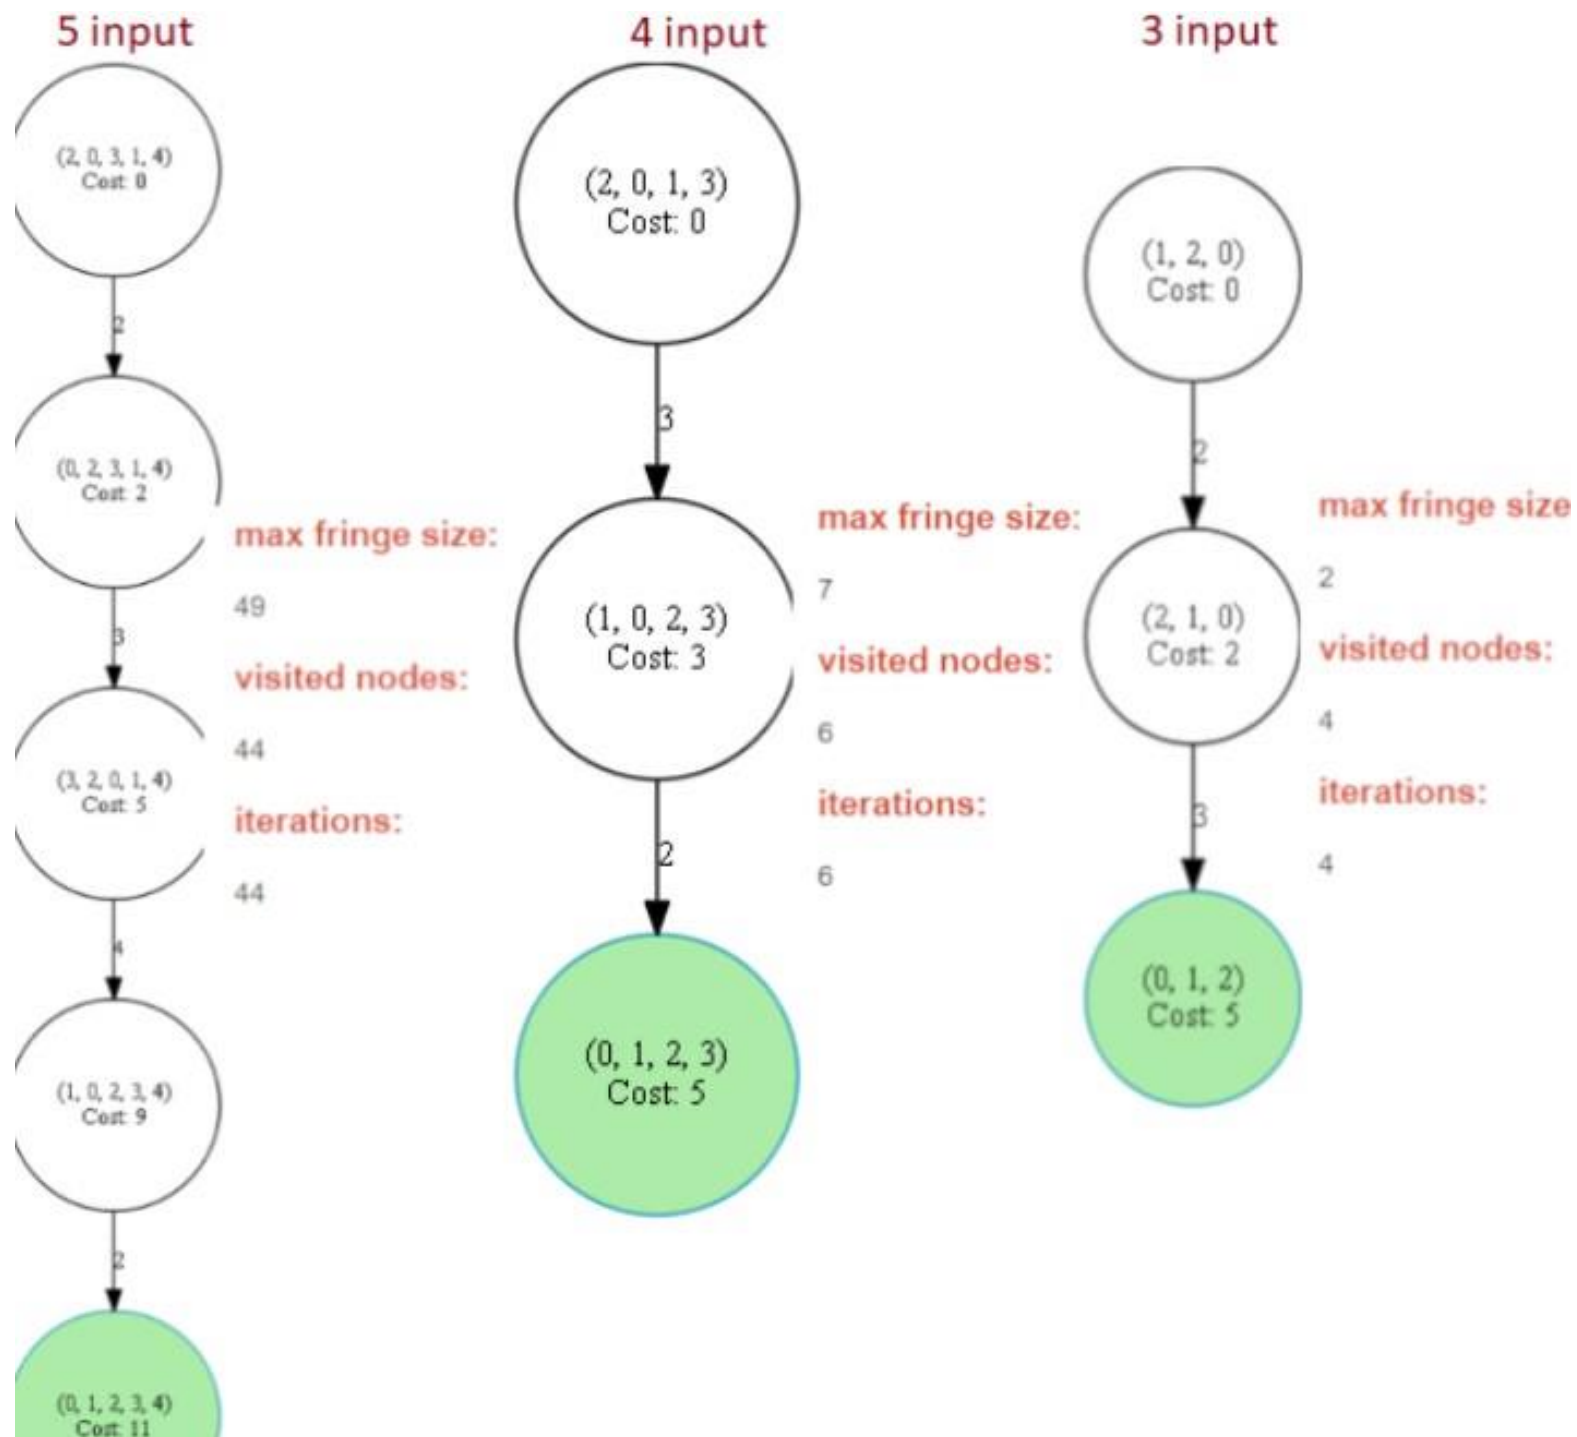 5 input
(2, 0, 3, 1, 4)
Cost: 0
2
(0, 2, 3, 1, 4)
Cost: 2
3
(3, 2, 0, 1, 4)
Cost: 5
4
(1, 0, 2, 3, 4)
Cost: 9
2
(0, 1, 2, 3, 4)
Cost: 11
max fringe size:
49
visited nodes:
44
iterations:
44
4 input
(2, 0, 1, 3)
Cost: 0
3
(1, 0, 2, 3)
Cost: 3
2
(0, 1, 2, 3)
Cost: 5
max fringe size:
7
visited nodes:
6
iterations:
6
3 input
(1, 2, 0)
Cost: 0
2
(2, 1, 0)
Cost: 2
3
(0, 1, 2)
Cost: 5
max fringe size
2
visited nodes:
4
iterations:
4